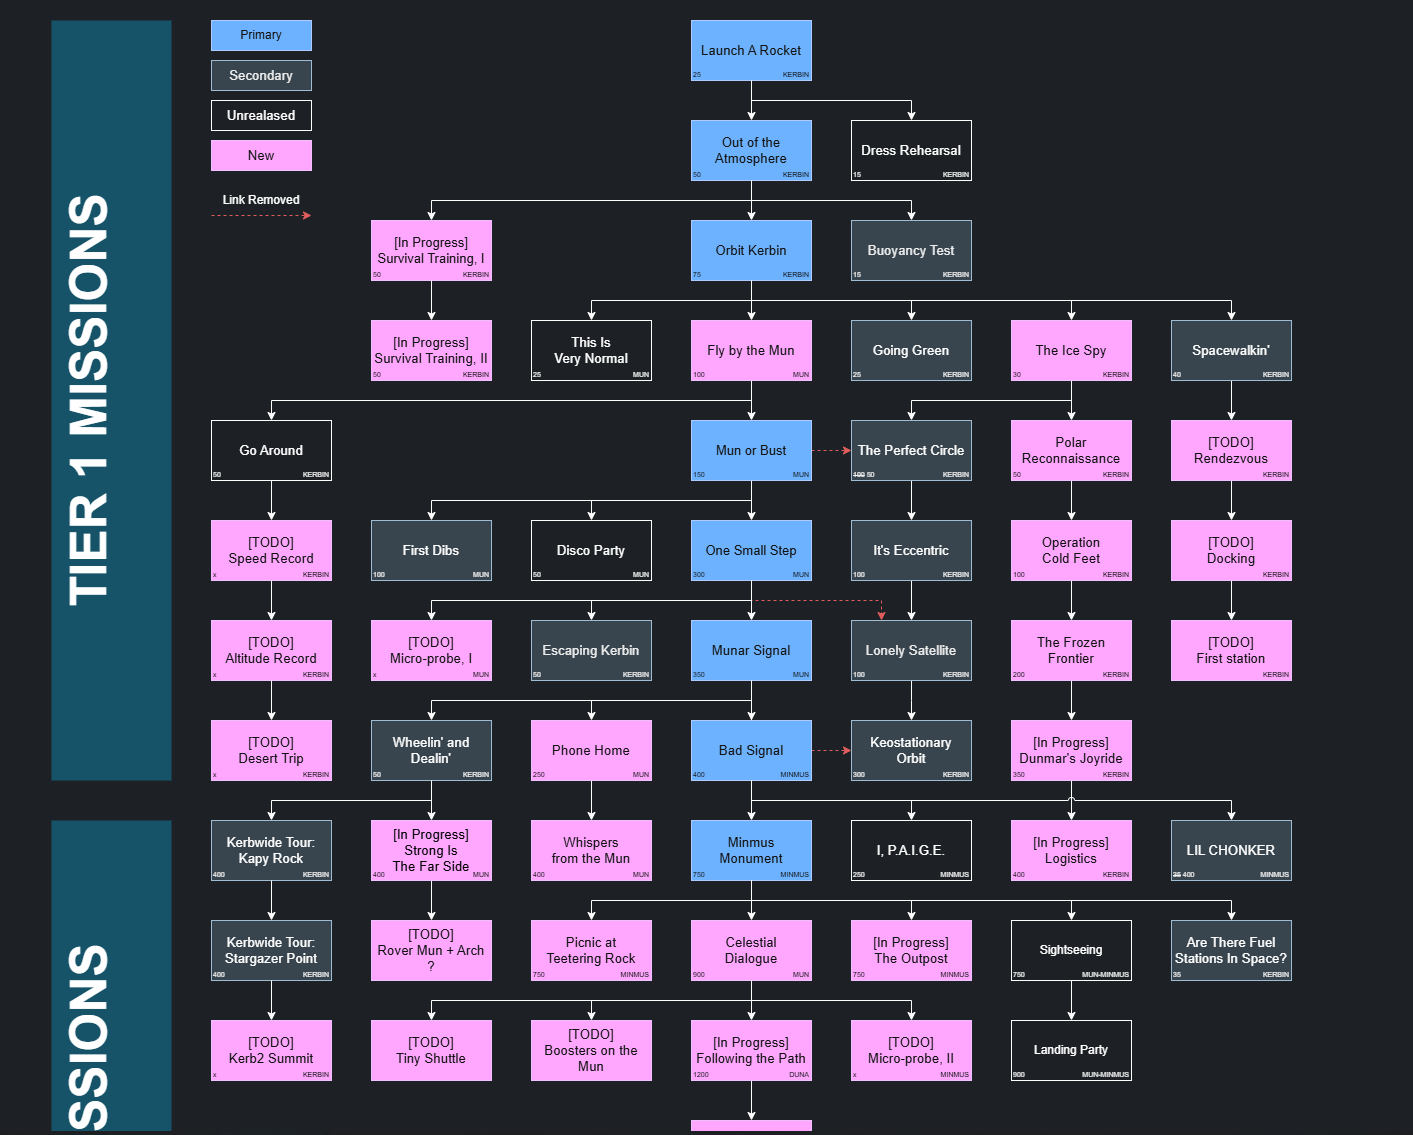 Primary
Secondary
Unrealased
New
Link Removed
TIER 1 MISSIONS
Launch A Rocket
25 KERBIN
Out of the
Atmosphere
50 KERBIN
Dress Rehearsal
15 KERBIN
[In Progress]
Survival Training, I
50 KERBIN
Orbit Kerbin
75 KERBIN
Buoyancy Test
15 KERBIN
[In Progress]
Survival Training, II
50 KERBIN
This Is
Very Normal
25 MUN
Fly by the Mun
100 MUN
Going Green
25 KERBIN
The Ice Spy
30 KERBIN
Spacewalkin'
40 KERBIN
Go Around
50 KERBIN
Mun or Bust
150 MUN
The Perfect Circle
100 50 KERBIN
Polar
Reconnaissance
50 KERBIN
[TODO]
Rendezvous
KERBIN
[TODO]
Speed Record
x KERBIN
First Dibs
100 MUN
Disco Party
50 MUN
One Small Step
300 MUN
It's Eccentric
100 KERBIN
Operation
Cold Feet
100 KERBIN
[TODO]
Docking
KERBIN
[TODO]
Altitude Record
x KERBIN
[TODO]
Micro-probe, I
x MUN
Escaping Kerbin
50 KERBIN
Munar Signal
350 MUN
Lonely Satellite
100 KERBIN
The Frozen
Frontier
200 KERBIN
[TODO]
First station
KERBIN
[TODO]
Desert Trip
x KERBIN
Wheelin' and
Dealin'
50 KERBIN
Phone Home
250 MUN
Bad Signal
400 MINMUS
Keostationary
Orbit
300 KERBIN
[In Progress]
Dunmar's Joyride
350 KERBIN
SSIONS
Kerbwide Tour:
Kapy Rock
400 KERBIN
[In Progress]
Strong Is
The Far Side
400 MUN
Whispers
from the Mun
400 MUN
Minmus
Monument
750 MINMUS
I, P.A.I.G.E.
250 MINMUS
[In Progress]
Logistics
400 KERBIN
LIL CHONKER
35 400 MINMUS
Kerbwide Tour:
Stargazer Point
400 KERBIN
[TODO]
Rover Mun + Arch
?
Picnic at
Teetering Rock
750 MINMUS
Celestial
Dialogue
900 MUN
[In Progress]
The Outpost
750 MINMUS
Sightseeing
750 MUN-MINMUS
Are There Fuel
Stations In Space?
35 KERBIN
[TODO]
Kerb2 Summit
x KERBIN
[TODO]
Tiny Shuttle
[TODO]
Boosters on the
Mun
[In Progress]
Following the Path
1200 DUNA
[TODO]
Micro-probe, II
x MINMUS
Landing Party
900 MUN-MINMUS